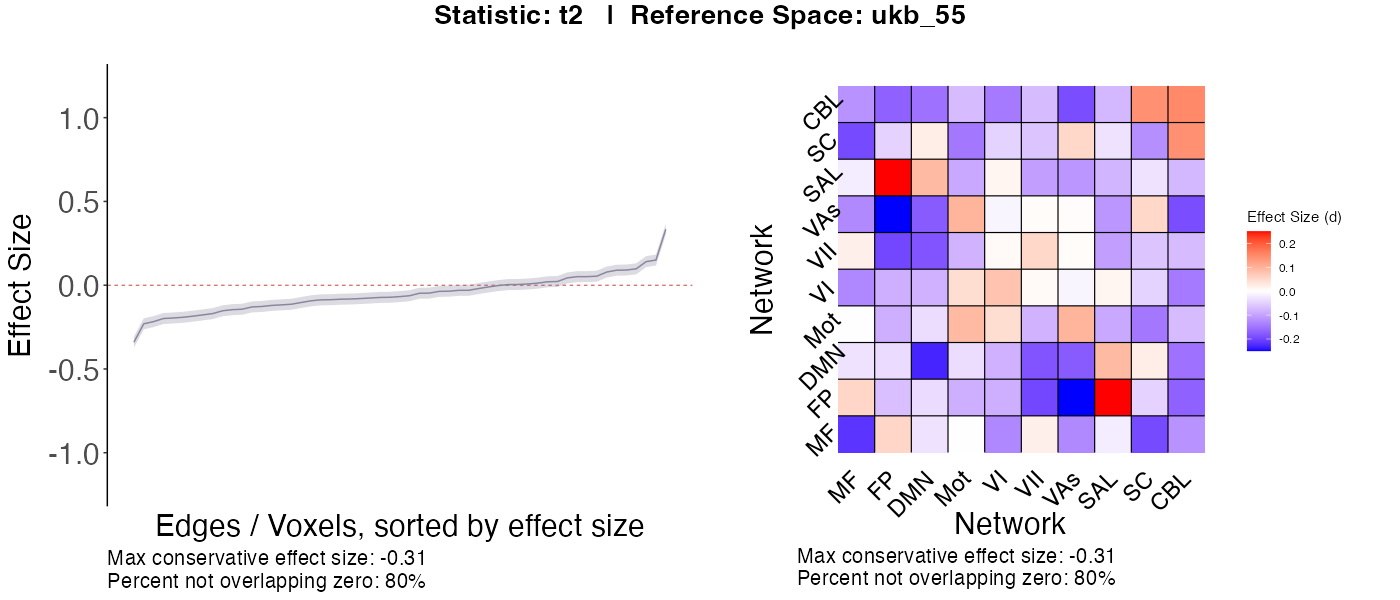 Statistic: t2 | Reference Space: ukb_55
Effect Size
1.0
0.5
0.0
-0.5
-1.0
Edges / Voxels, sorted by effect size
Max conservative effect size: -0.31
Percent not overlapping zero: 80%
Network
CBL
SC
SAL
VAs
VII
VI
Mot
DMN
FP
MF
MF
FP
DMN
Mot
VI
VII
VAs
SAL
SC
CBL
Network
Max conservative effect size: -0.31
Percent not overlapping zero: 80%
Effect Size (d)
0.2
0.1
0.0
-0.1
-0.2